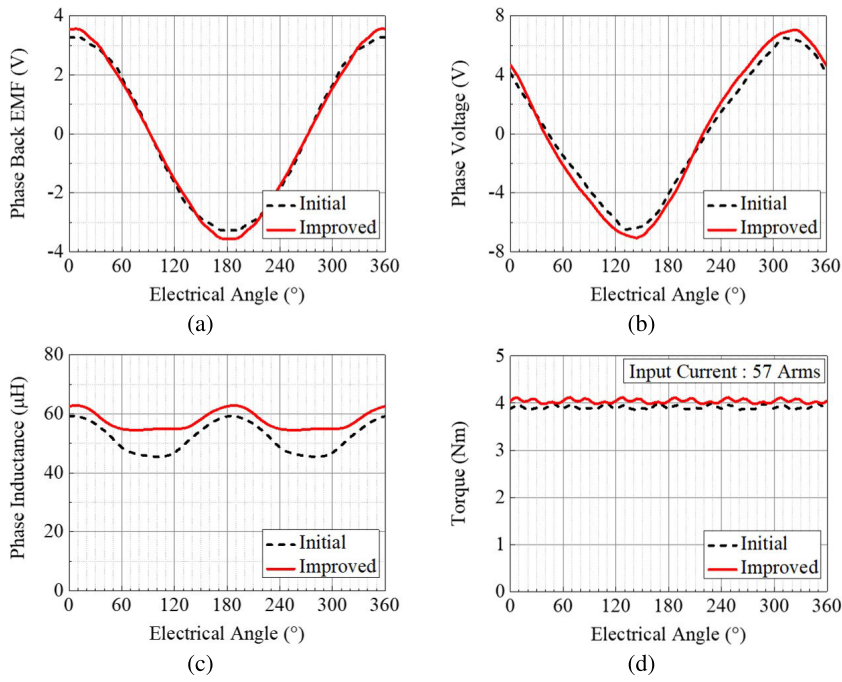 Phase Back EMF (V)
4
2
0
-2
-4
0 60 120 180 240 300 360
Electrical Angle (°)
Initial
Improved
(a)
Phase Voltage (V)
8
4
0
-4
-8
0 60 120 180 240 300 360
Electrical Angle (°)
Initial
Improved
(b)
Phase Inductance (μH)
80
60
40
20
0
0 60 120 180 240 300 360
Electrical Angle (°)
Initial
Improved
(c)
Torque (Nm)
5
4
3
2
1
0
0 60 120 180 240 300 360
Electrical Angle (°)
Input Current : 57 Arms
Initial
Improved
(d)